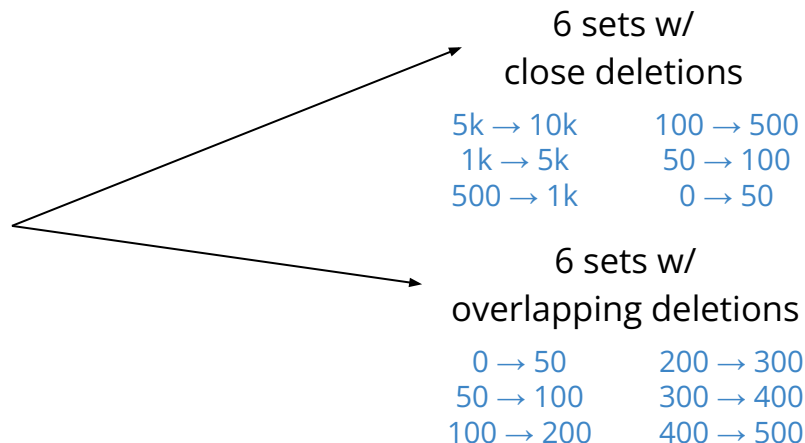 6 sets w/
close deletions
5k → 10k 100 → 500
1k → 5k 50 → 100
500 → 1k 0 → 50
6 sets w/
overlapping deletions
0 → 50 200 → 300
50 → 100 300 → 400
100 → 200 400 → 500